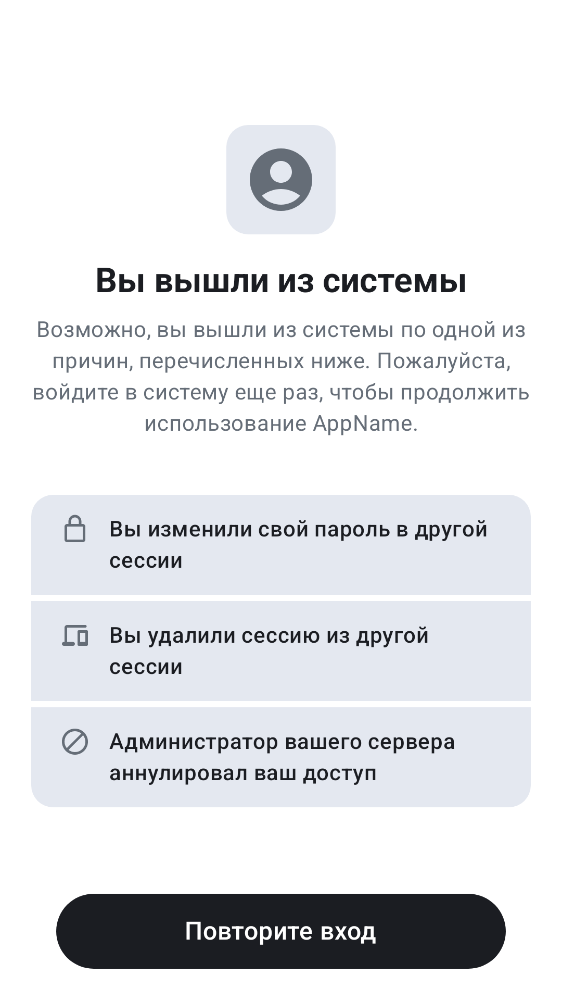 Вы вышли из системы
Возможно, вы вышли из системы по одной из
причин, перечисленных ниже. Пожалуйста,
войдите в систему еще раз, чтобы продолжить
использование AppName.
Вы изменили свой пароль в другой
сессии
Вы удалили сессию из другой
сессии
Администратор вашего сервера
аннулировал ваш доступ
Повторите вход